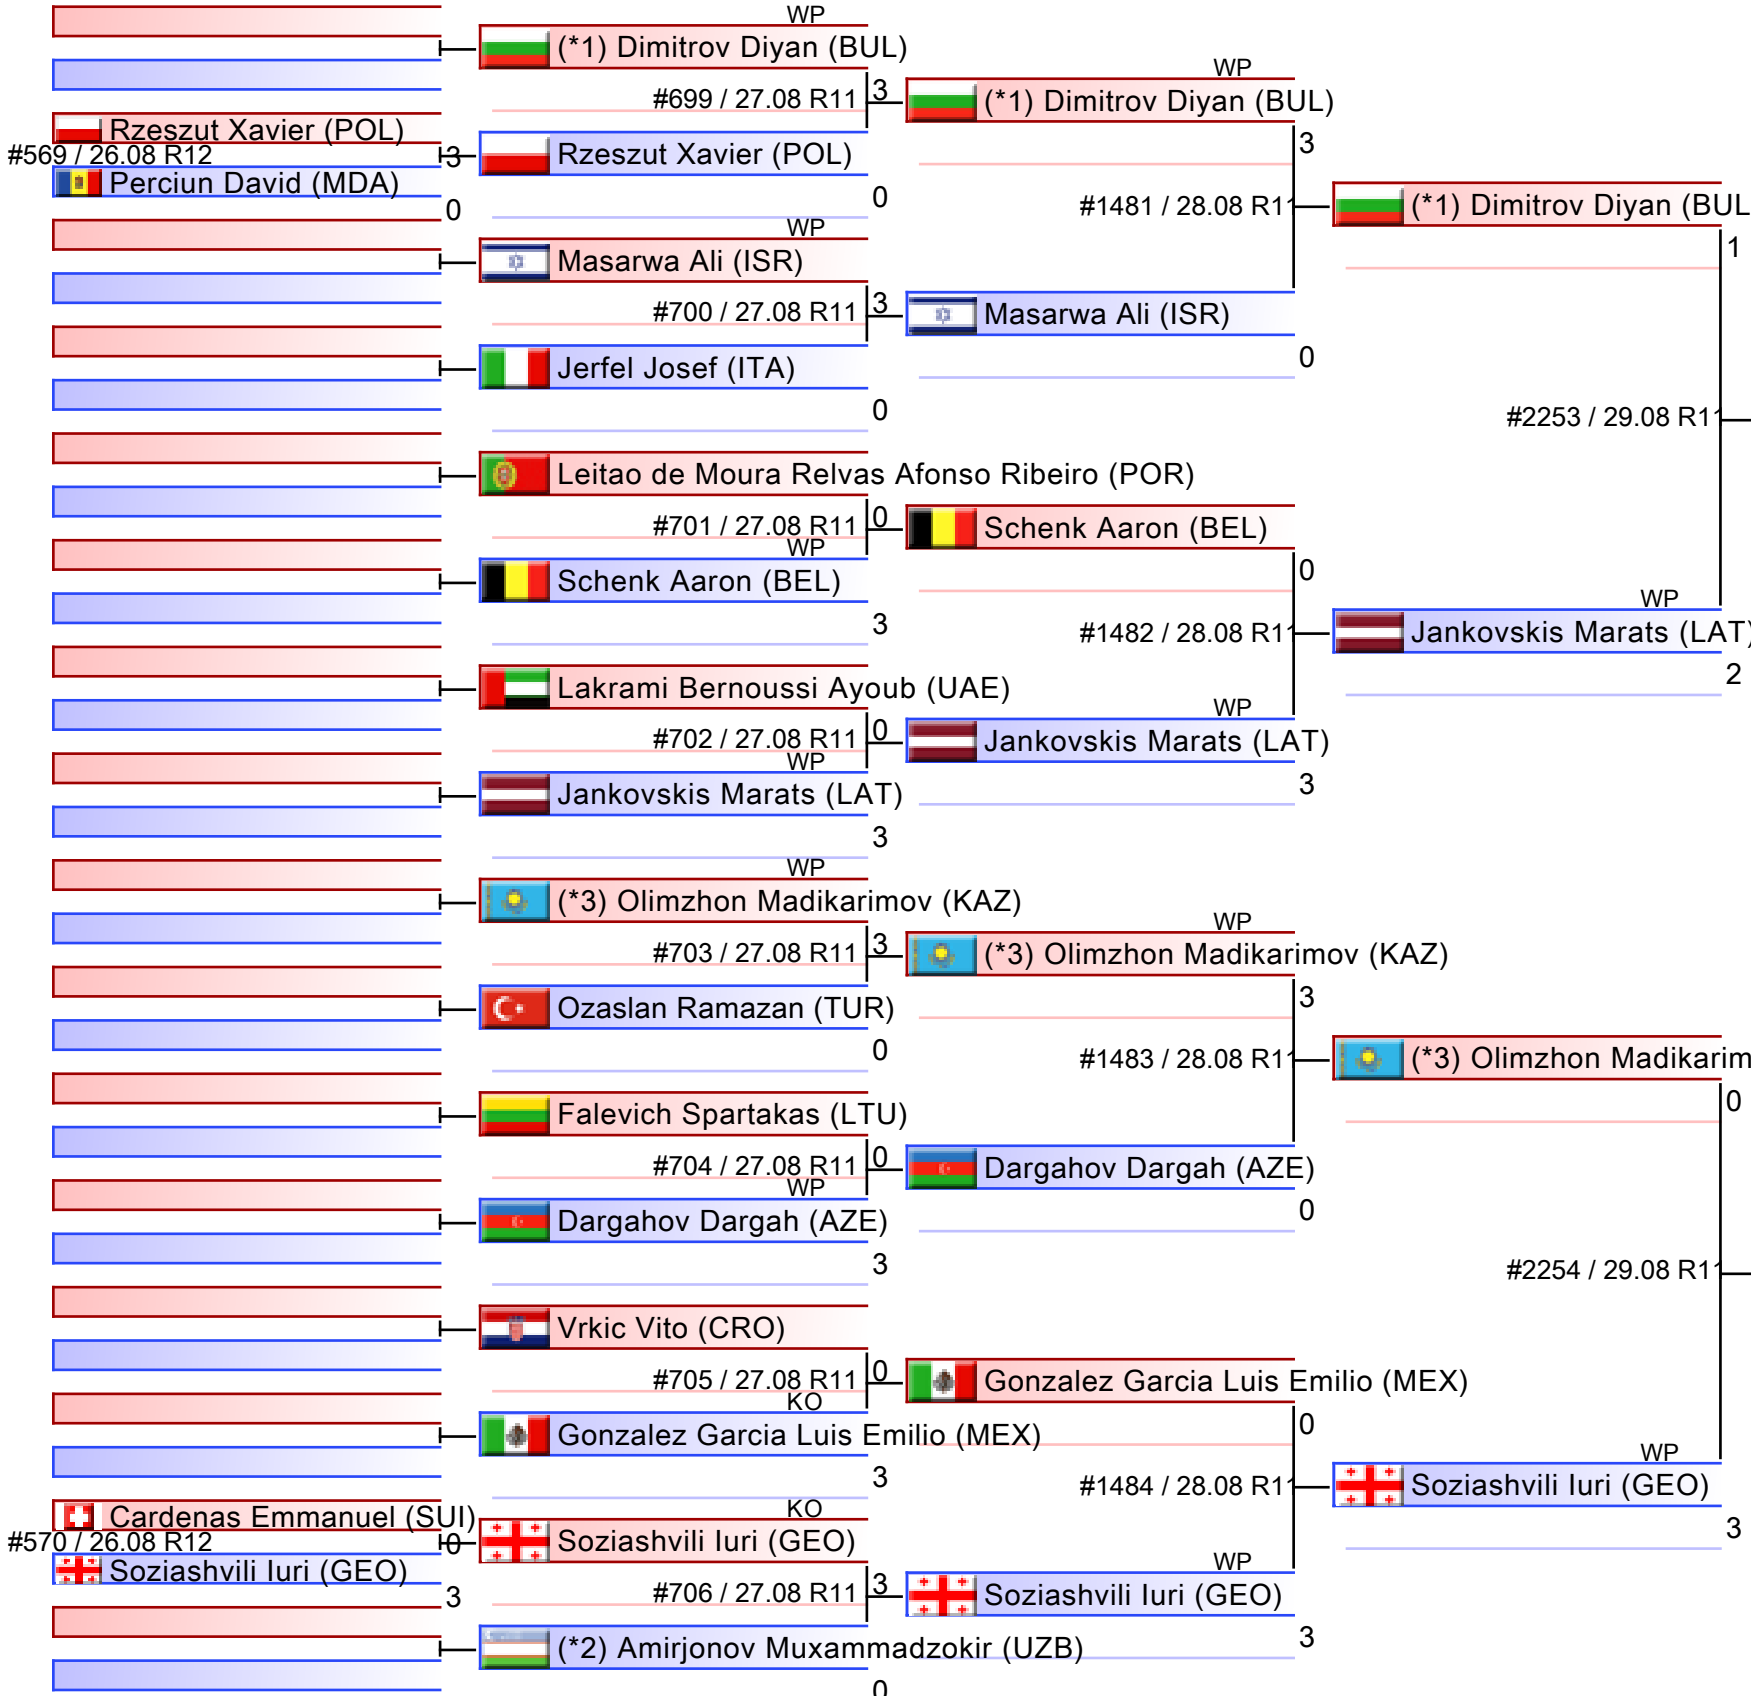 Rzeszut Xavier (POL)
#569 / 26.08 R12
3
Perciun David (MDA)
0
Cardenas Emmanuel (SUI)
#570 / 26.08 R12
0
Soziashvili Iuri (GEO)
3
WP
(*1) Dimitrov Diyan (BUL)
#699 / 27.08 R11
3
Rzeszut Xavier (POL)
0
WP
Masarwa Ali (ISR)
#700 / 27.08 R11
3
Jerfel Josef (ITA)
0
Leitao de Moura Relvas Afonso Ribeiro (POR)
#701 / 27.08 R11
0
WP
Schenk Aaron (BEL)
3
Lakrami Bernoussi Ayoub (UAE)
#702 / 27.08 R11
0
WP
Jankovskis Marats (LAT)
3
WP
(*3) Olimzhon Madikarimov (KAZ)
#703 / 27.08 R11
3
Ozaslan Ramazan (TUR)
0
Falevich Spartakas (LTU)
#704 / 27.08 R11
0
WP
Dargahov Dargah (AZE)
3
Vrkic Vito (CRO)
#705 / 27.08 R11
0
KO
Gonzalez Garcia Luis Emilio (MEX)
3
KO
Soziashvili Iuri (GEO)
#706 / 27.08 R11
3
(*2) Amirjonov Muxammadzokir (UZB)
0
WP
(*1) Dimitrov Diyan (BUL)
3
#1481 / 28.08 R11
Masarwa Ali (ISR)
0
Schenk Aaron (BEL)
0
#1482 / 28.08 R11
WP
Jankovskis Marats (LAT)
3
WP
(*3) Olimzhon Madikarimov (KAZ)
3
#1483 / 28.08 R11
Dargahov Dargah (AZE)
0
Gonzalez Garcia Luis Emilio (MEX)
0
#1484 / 28.08 R11
WP
Soziashvili Iuri (GEO)
3
(*1) Dimitrov Diyan (BUL
1
#2253 / 29.08 R11
WP
Jankovskis Marats (LAT)
2
(*3) Olimzhon Madikarim
0
#2254 / 29.08 R11
WP
Soziashvili Iuri (GEO)
3